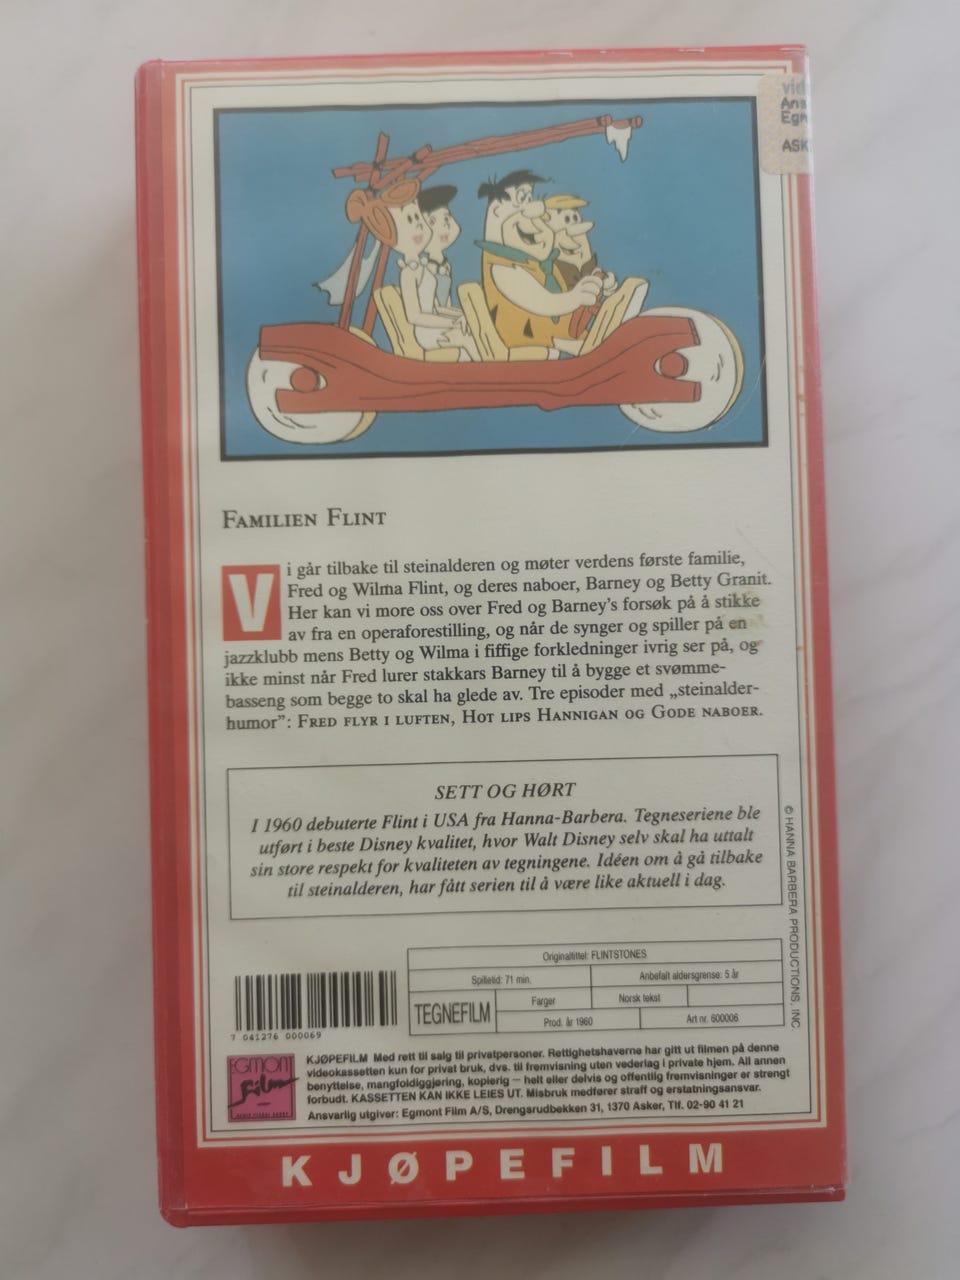 vid
Ans
Egm
ASK
FAMILIEN FLINT
Vi går tilbake til steinalderen og møter verdens første familie,
Fred og Wilma Flint, og deres naboer, Barney og Betty Granit.
Her kan vi more oss over Fred og Barney's forsøk på å stikke
av fra en operaforestilling, og når de synger og spiller på en
jazzklubb mens Betty og Wilma i fiffige forkledninger ivrig ser på, og
ikke minst når Fred lurer stakkars Barney til å bygge et svømme-
basseng som begge to skal ha glede av. Tre episoder med „steinalder-
humor”: FRED FLYR I LUFTEN, HOT LIPS HANNIGAN OG GODE NABOER.
SETT OG HØRT
I 1960 debuterte Flint i USA fra Hanna-Barbera. Tegneseriene ble
utført i beste Disney kvalitet, hvor Walt Disney selv skal ha uttalt
sin store respekt for kvaliteten av tegningene. Idéen om å gå tilbake
til steinalderen, har fått serien til å være like aktuell i dag.
© HANNA BARBERA PRODUCTIONS, INC.
Originaltittel: FLINTSTONES
Spilletid: 71 min.
Anbefalt aldersgrense: 5 år
TEGNEFILM
Farger
Norsk tekst
Prod. år 1960
Art nr. 600006
7 041276 000069
EGMONT
Film
KJØPEFILM Med rett til salg til privatpersoner. Rettighetshaverne har gitt ut filmen på denne
videokassetten kun for privat bruk, dvs. til fremvisning uten vederlag i private hjem. All annen
benyttelse, mangfoldiggjøring, kopierig – helt eller delvis og offentlig fremvisninger er strengt
forbudt. KASSETTEN KAN IKKE LEIES UT. Misbruk medfører straff og erstatningsansvar.
Ansvarlig utgiver: Egmont Film A/S, Drengsrudbekken 31, 1370 Asker, Tlf. 02-90 41 21
KJØPEFILM